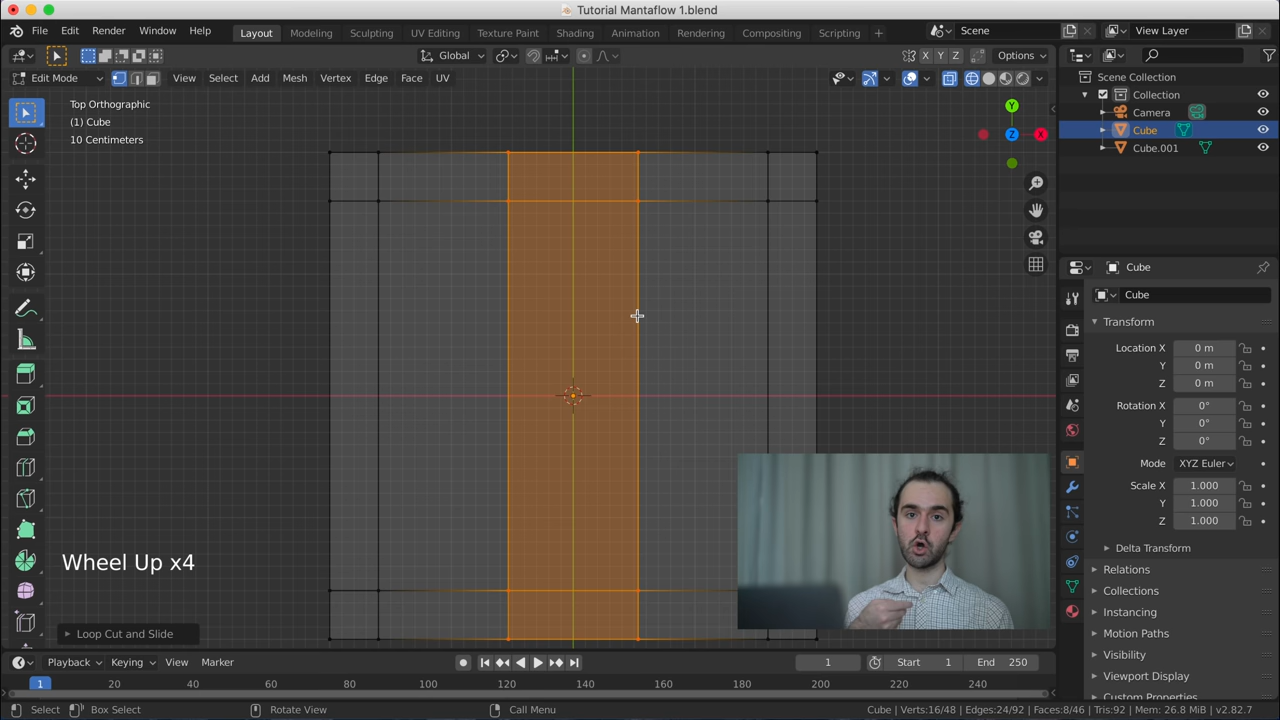 Tutorial Mantaflow 1.blend
File Edit Render Window Help Layout Modeling Sculpting UV Editing Texture Paint Shading Animation Rendering Compositing Scripting + Scene View Layer
Global X Y Z Options
Edit Mode View Select Add Mesh Vertex Edge Face UV
Top Orthographic
(1) Cube
10 Centimeters
Y
Z X
Wheel Up x4
Loop Cut and Slide
Scene Collection
Collection
Camera
Cube
Cube.001
Cube
Cube
Transform
Location X 0 m
Y 0 m
Z 0 m
Rotation X 0°
Y 0°
Z 0°
Mode XYZ Euler
Scale X 1.000
Y 1.000
Z 1.000
Delta Transform
Relations
Collections
Instancing
Motion Paths
Visibility
Viewport Display
Custom Properties
Playback Keying View Marker 1 Start 1 End 250
1 20 40 60 80 100 120 140 160 180 200 220 240
Select Box Select Rotate View Call Menu Cube | Verts:16/48 | Edges:24/92 | Faces:8/46 | Tris:92 | Mem: 26.8 MiB | v2.82.7